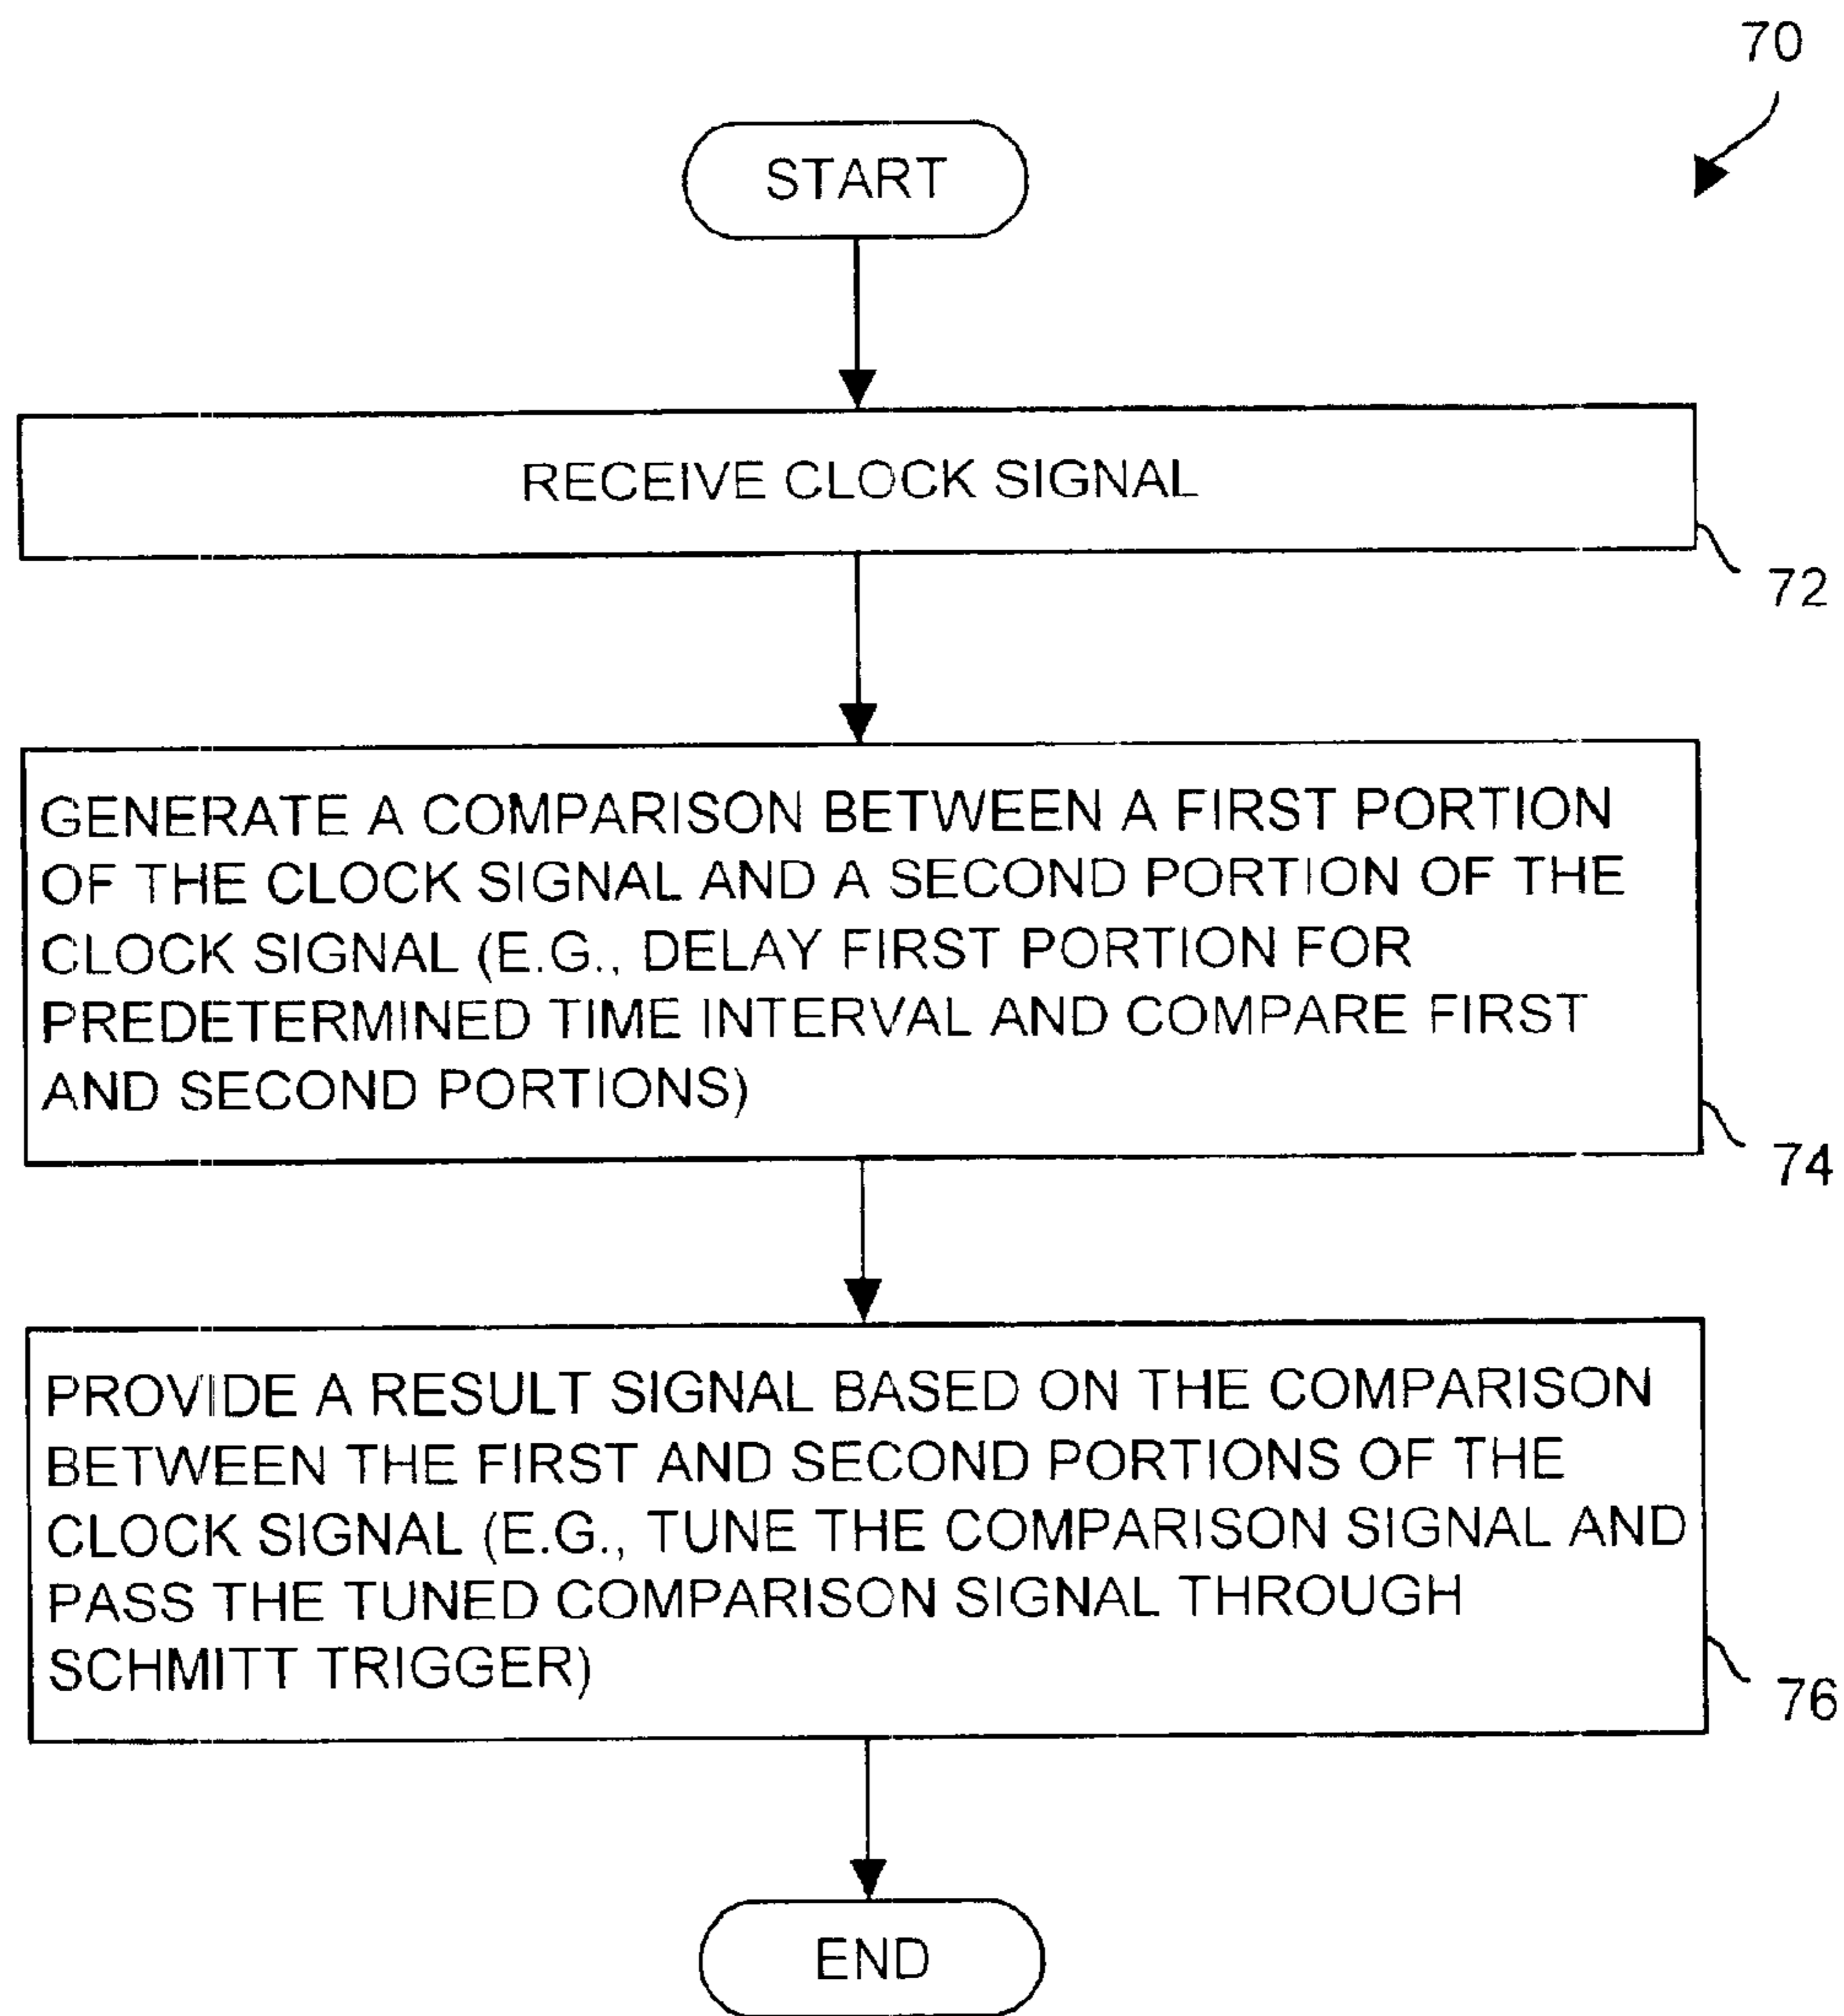 70
START
RECEIVE CLOCK SIGNAL
72
GENERATE A COMPARISON BETWEEN A FIRST PORTION
OF THE CLOCK SIGNAL AND A SECOND PORTION OF THE
CLOCK SIGNAL (E.G., DELAY FIRST PORTION FOR
PREDETERMINED TIME INTERVAL AND COMPARE FIRST
AND SECOND PORTIONS)
74
PROVIDE A RESULT SIGNAL BASED ON THE COMPARISON
BETWEEN THE FIRST AND SECOND PORTIONS OF THE
CLOCK SIGNAL (E.G., TUNE THE COMPARISON SIGNAL AND
PASS THE TUNED COMPARISON SIGNAL THROUGH
SCHMITT TRIGGER)
76
END